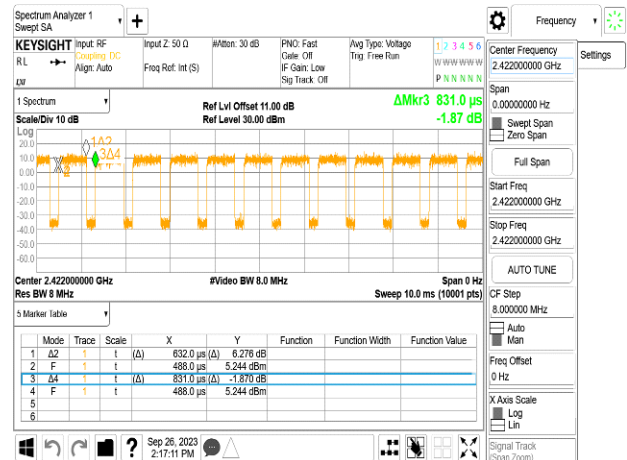 Spectrum Analyzer 1
Swept SA
Frequency
KEYSIGHT
Input: RF
Coupling: DC
Align: Auto
Input Z: 50 Ω
Freq Ref: Int (S)
#Atten: 30 dB
PNO: Fast
Gate: Off
IF Gain: Low
Sig Track: Off
Avg Type: Voltage
Trig: Free Run
1 2 3 4 5 6
W W W W W W
P N N N N N
RL
Center Frequency
2.422000000 GHz
Settings
Span
0.00000000 Hz
Swept Span
Zero Span
Full Span
Start Freq
2.422000000 GHz
Stop Freq
2.422000000 GHz
AUTO TUNE
CF Step
8.000000 MHz
Auto
Man
Freq Offset
0 Hz
X Axis Scale
Log
Lin
Signal Track
(Span Zoom)
1 Spectrum
Scale/Div 10 dB
Ref Lvl Offset 11.00 dB
Ref Level 30.00 dBm
ΔMkr3 831.0 µs
-1.87 dB
Log
20.0
10.0
0.00
-10.0
-20.0
-30.0
-40.0
-50.0
-60.0
1Δ2
3Δ4
Center 2.422000000 GHz
Res BW 8 MHz
#Video BW 8.0 MHz
Span 0 Hz
Sweep 10.0 ms (10001 pts)
5 Marker Table
Mode Trace Scale X Y Function Function Width Function Value
1 Δ2 1 t (Δ) 632.0 µs (Δ) 6.276 dB
2 F 1 t 488.0 µs 5.244 dBm
3 Δ4 1 t (Δ) 831.0 µs (Δ) -1.870 dB
4 F 1 t 488.0 µs 5.244 dBm
5
6
?
Sep 26, 2023
2:17:11 PM